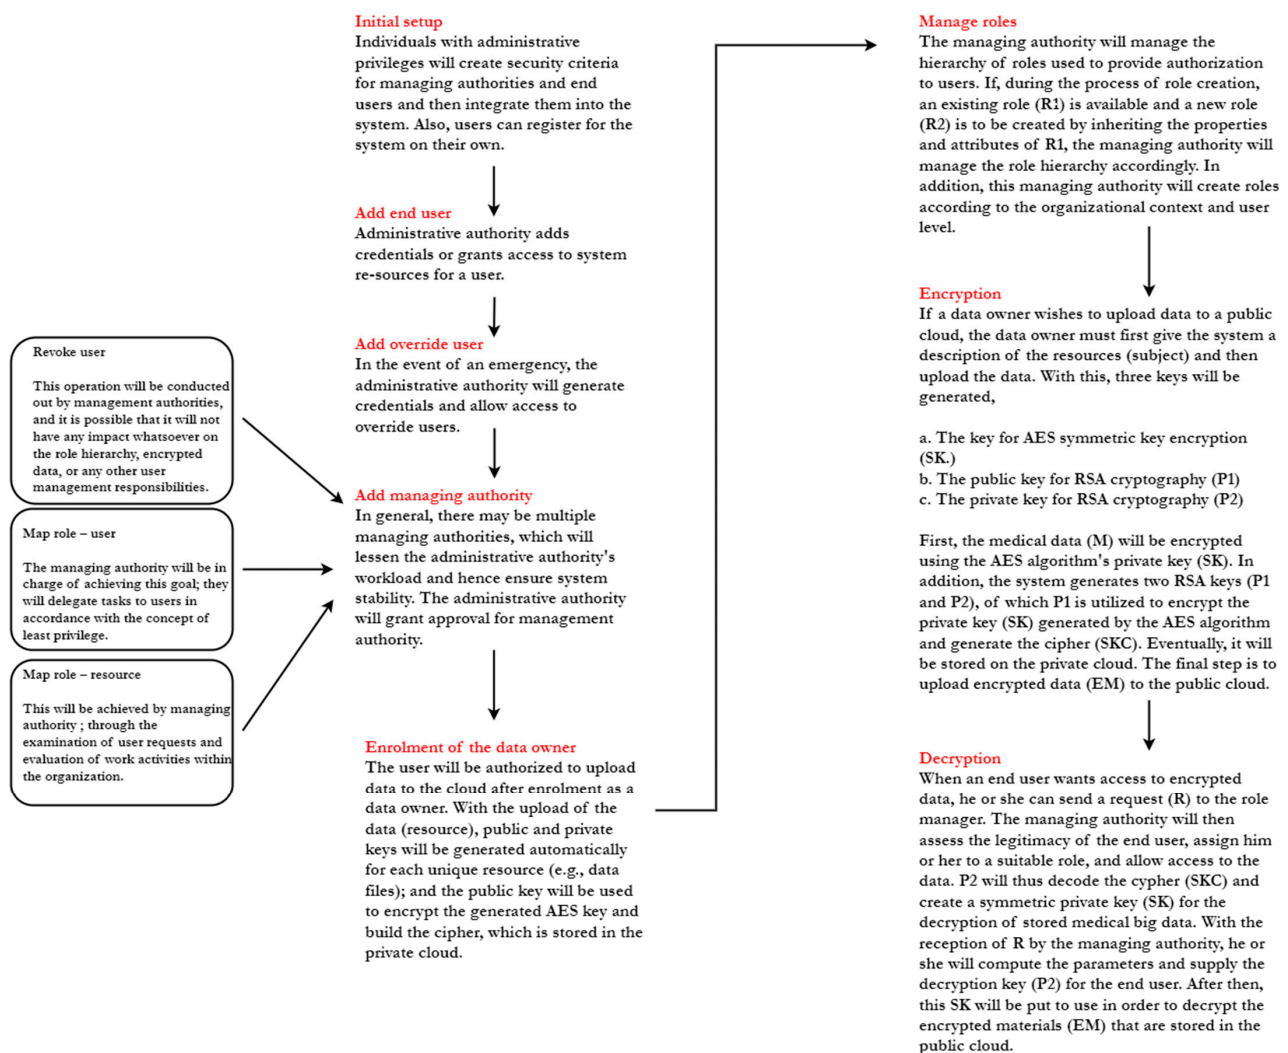 Initial setup
Individuals with administrative
privileges will create security criteria
for managing authorities and end
users and then integrate them into the
system. Also, users can register for the
system on their own.
Add end user
Administrative authority adds
credentials or grants access to system
re-sources for a user.
Add override user
In the event of an emergency, the
administrative authority will generate
credentials and allow access to
override users.
Revoke user
This operation will be conducted
out by management authorities,
and it is possible that it will not
have any impact whatsoever on
the role hierarchy, encrypted
data, or any other user
management responsibilities.
Map role – user
The managing authority will be in
charge of achieving this goal; they
will delegate tasks to users in
accordance with the concept of
least privilege.
Map role – resource
This will be achieved by managing
authority ; through the
examination of user requests and
evaluation of work activities within
the organization.
Add managing authority
In general, there may be multiple
managing authorities, which will
lessen the administrative authority's
workload and hence ensure system
stability. The administrative authority
will grant approval for management
authority.
Enrolment of the data owner
The user will be authorized to upload
data to the cloud after enrolment as a
data owner. With the upload of the
data (resource), public and private
keys will be generated automatically
for each unique resource (e.g., data
files); and the public key will be used
to encrypt the generated AES key and
build the cipher, which is stored in the
private cloud.
Manage roles
The managing authority will manage the
hierarchy of roles used to provide authorization
to users. If, during the process of role creation,
an existing role (R1) is available and a new role
(R2) is to be created by inheriting the properties
and attributes of R1, the managing authority will
manage the role hierarchy accordingly. In
addition, this managing authority will create roles
according to the organizational context and user
level.
Encryption
If a data owner wishes to upload data to a public
cloud, the data owner must first give the system a
description of the resources (subject) and then
upload the data. With this, three keys will be
generated,
a. The key for AES symmetric key encryption
(SK.)
b. The public key for RSA cryptography (P1)
c. The private key for RSA cryptography (P2)
First, the medical data (M) will be encrypted
using the AES algorithm's private key (SK). In
addition, the system generates two RSA keys (P1
and P2), of which P1 is utilized to encrypt the
private key (SK) generated by the AES algorithm
and generate the cipher (SKC). Eventually, it will
be stored on the private cloud. The final step is to
upload encrypted data (EM) to the public cloud.
Decryption
When an end user wants access to encrypted
data, he or she can send a request (R) to the role
manager. The managing authority will then
assess the legitimacy of the end user, assign him
or her to a suitable role, and allow access to the
data. P2 will thus decode the cypher (SKC) and
create a symmetric private key (SK) for the
decryption of stored medical big data. With the
reception of R by the managing authority, he or
she will compute the parameters and supply the
decryption key (P2) for the end user. After then,
this SK will be put to use in order to decrypt the
encrypted materials (EM) that are stored in the
public cloud.